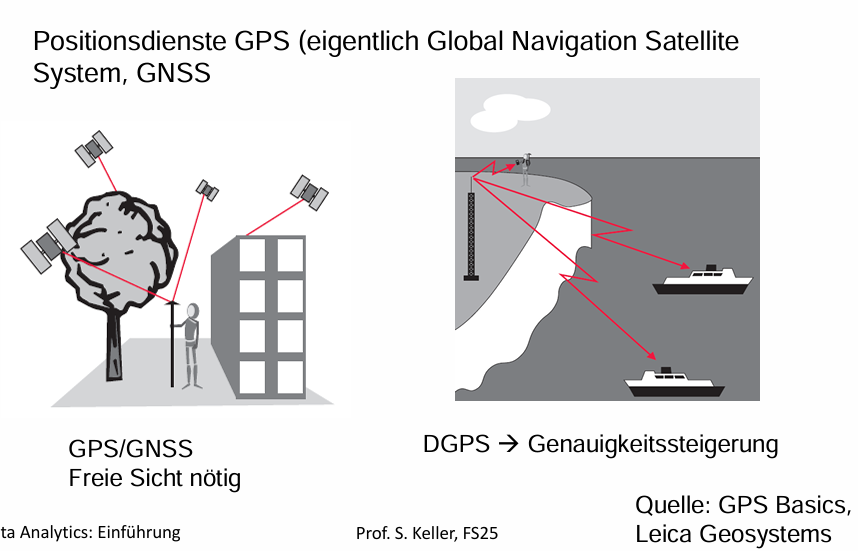 Positionsdienste GPS (eigentlich Global Navigation Satellite
System, GNSS
GPS/GNSS
Freie Sicht nötig
DGPS → Genauigkeitssteigerung
Quelle: GPS Basics,
Leica Geosystems
ta Analytics: Einführung
Prof. S. Keller, FS25